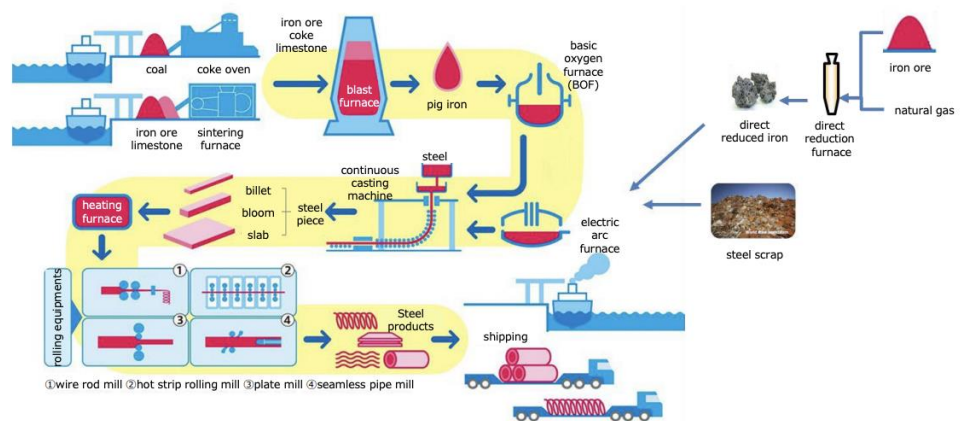 iron ore
coke
limestone
coal
coke oven
iron ore
limestone
sintering
furnace
blast
furnace
pig iron
basic
oxygen
furnace
(BOF)
iron ore
natural gas
direct
reduction
furnace
direct
reduced iron
steel scrap
electric
arc
furnace
steel
continuous
casting
machine
billet
bloom
slab
steel
piece
heating
furnace
rolling equipments
①
②
③
④
Steel
products
shipping
①wire rod mill ②hot strip rolling mill ③plate mill ④seamless pipe mill